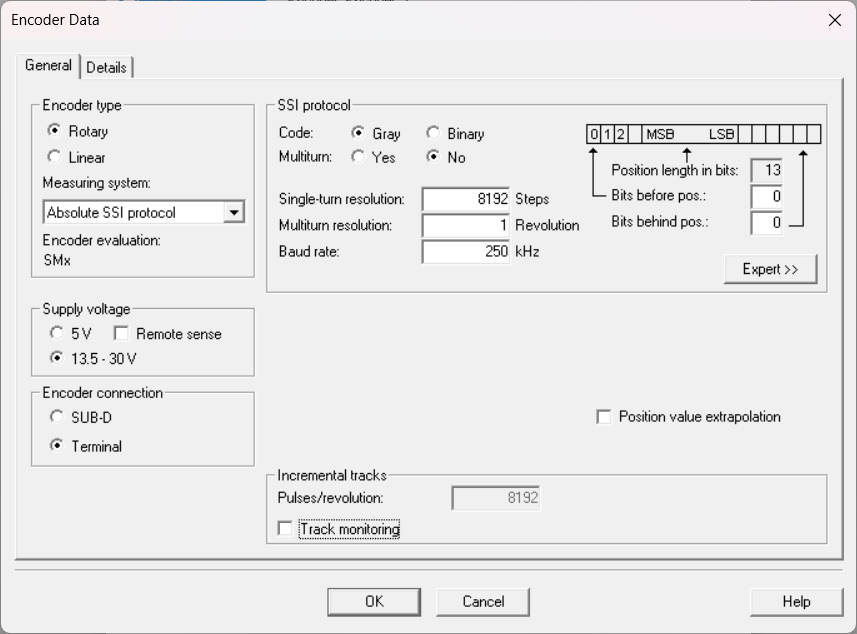 Encoder Data
General
Details
Encoder type
Rotary
Linear
Measuring system:
Absolute SSI protocol
Encoder evaluation:
SMx
Supply voltage
5 V Remote sense
13.5 - 30 V
Encoder connection
SUB-D
Terminal
SSI protocol
Code: Gray Binary
Multiturn: Yes No
Single-turn resolution: 8192 Steps
Multiturn resolution: 1 Revolution
Baud rate: 250 kHz
0 1 2 MSB LSB
Position length in bits: 13
Bits before pos.: 0
Bits behind pos.: 0
Expert >>
Position value extrapolation
Incremental tracks
Pulses/revolution: 8192
Track monitoring
OK Cancel Help